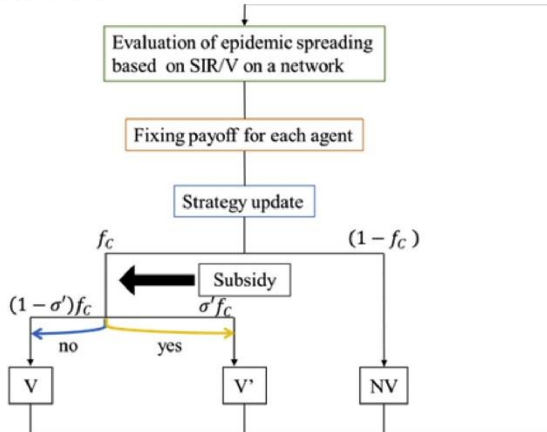 Evaluation of epidemic spreading
based on SIR/V on a network
Fixing payoff for each agent
Strategy update
f_C
(1 − f_C )
Subsidy
(1 − σ′)f_C
σ′f_C
no
yes
V
V’
NV